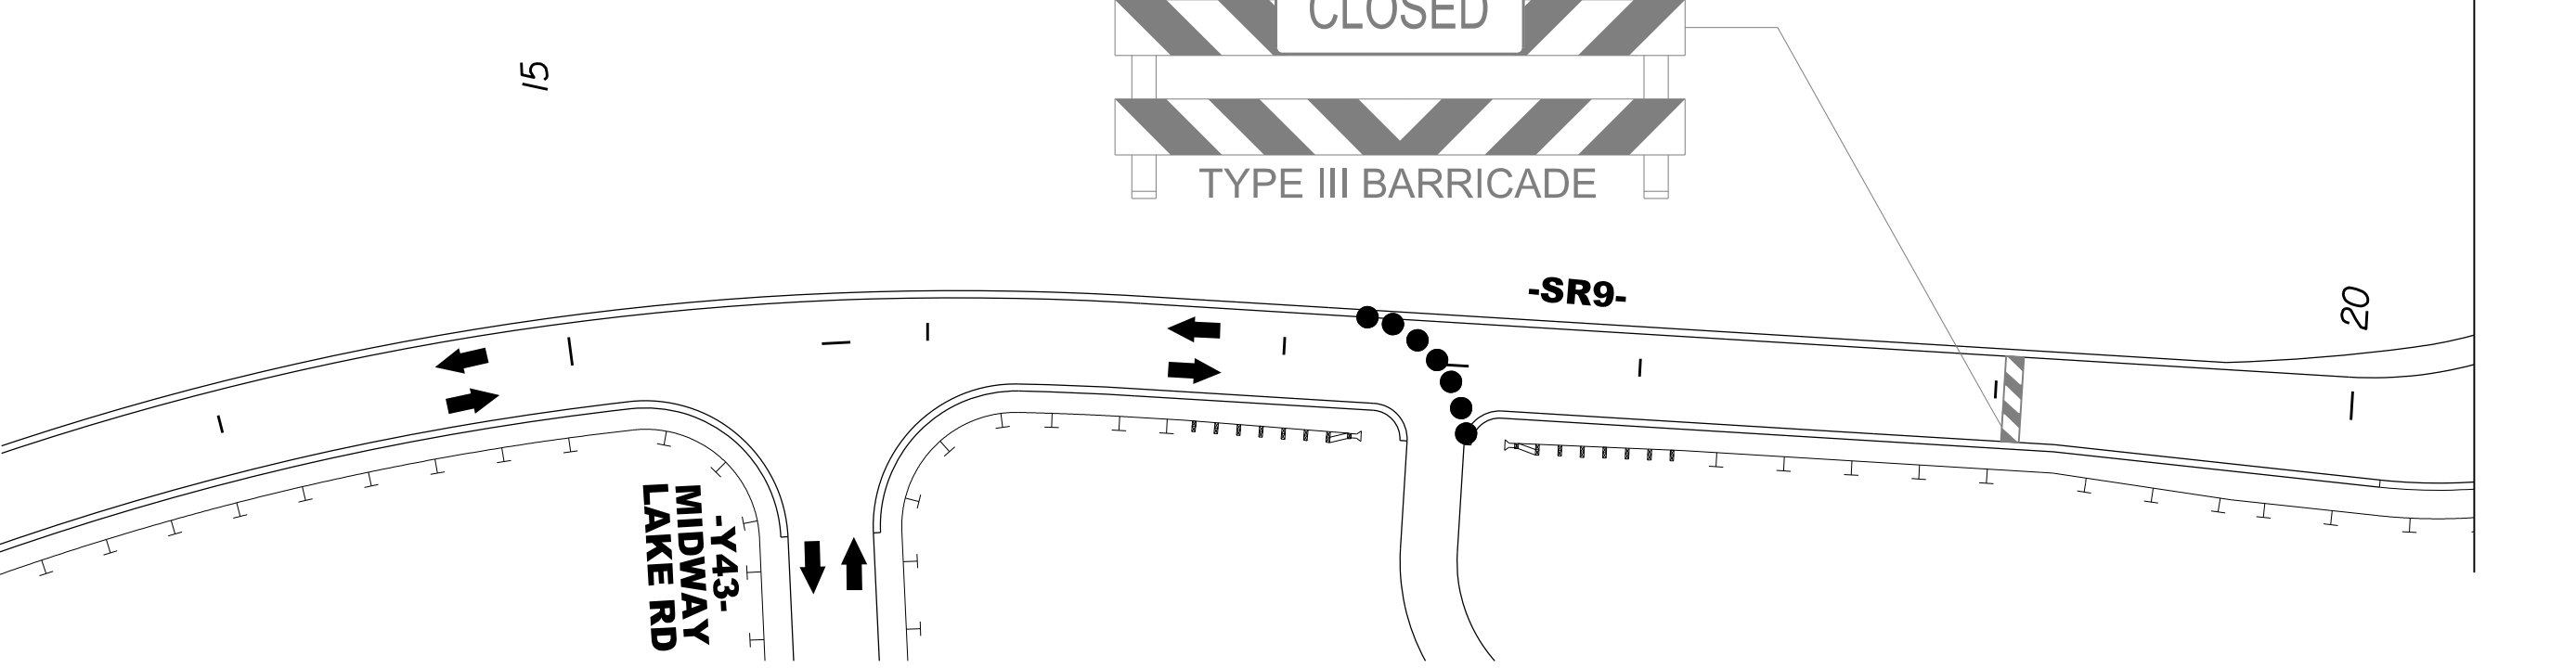 CLOSED
15
TYPE III BARRICADE
-SR9-
20
-Y43-
MIDWAY
LAKE RD